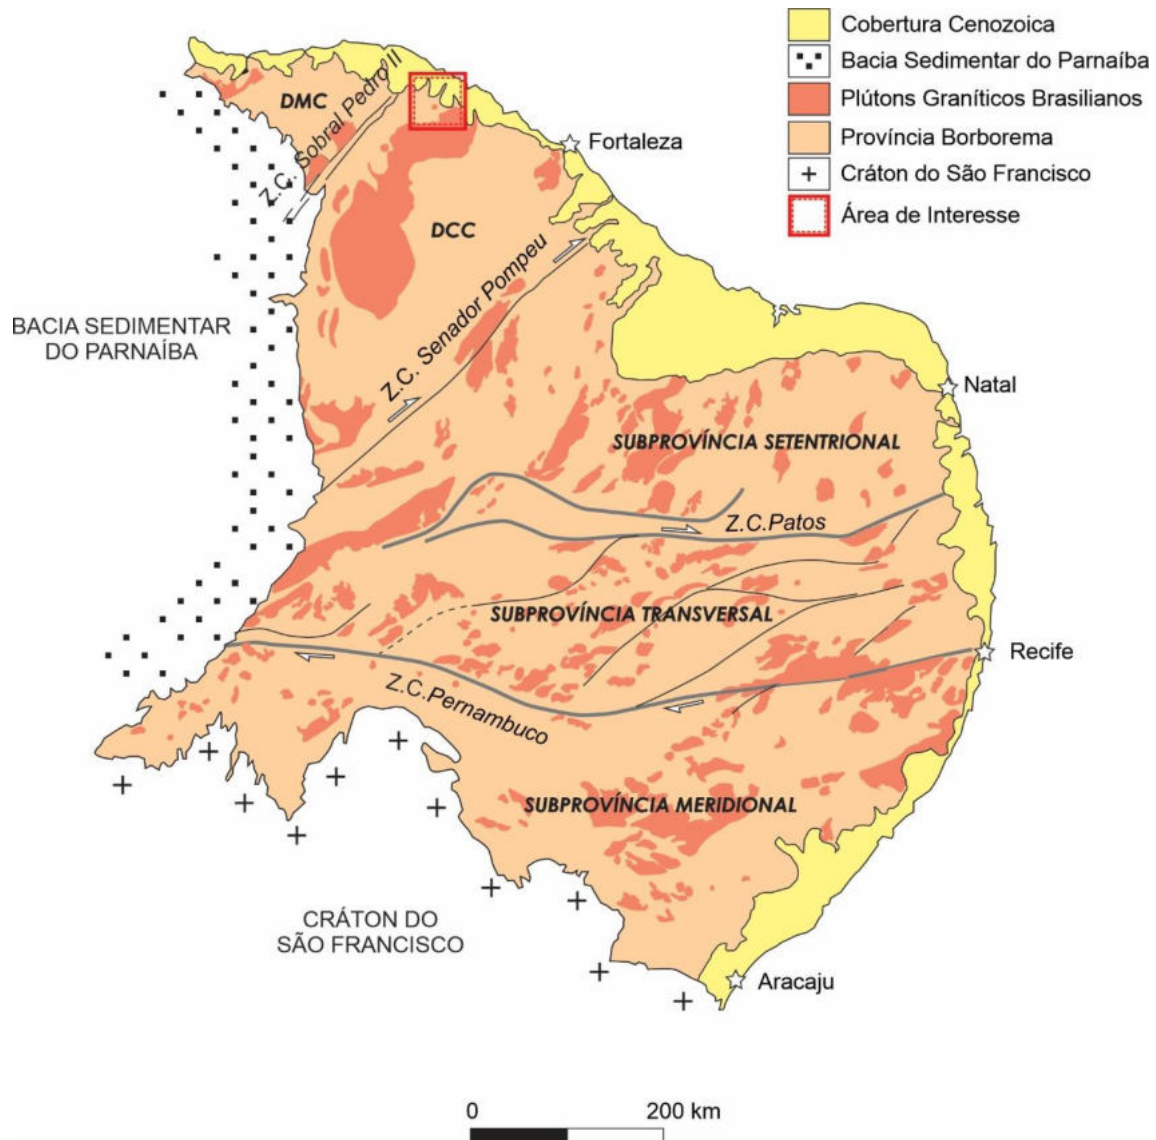 Cobertura Cenozoica
Bacia Sedimentar do Parnaíba
Plútons Graníticos Brasilianos
Província Borborema
Cráton do São Francisco
Área de Interesse
DMC
Z.C. Sobral Pedro II
Fortaleza
DCC
Z.C. Senador Pompeu
BACIA SEDIMENTAR
DO PARNAÍBA
Natal
SUBPROVÍNCIA SETENTRIONAL
Z.C.Patos
SUBPROVÍNCIA TRANSVERSAL
Recife
Z.C.Pernambuco
SUBPROVÍNCIA MERIDIONAL
CRÁTON DO
SÃO FRANCISCO
Aracaju
0 200 km